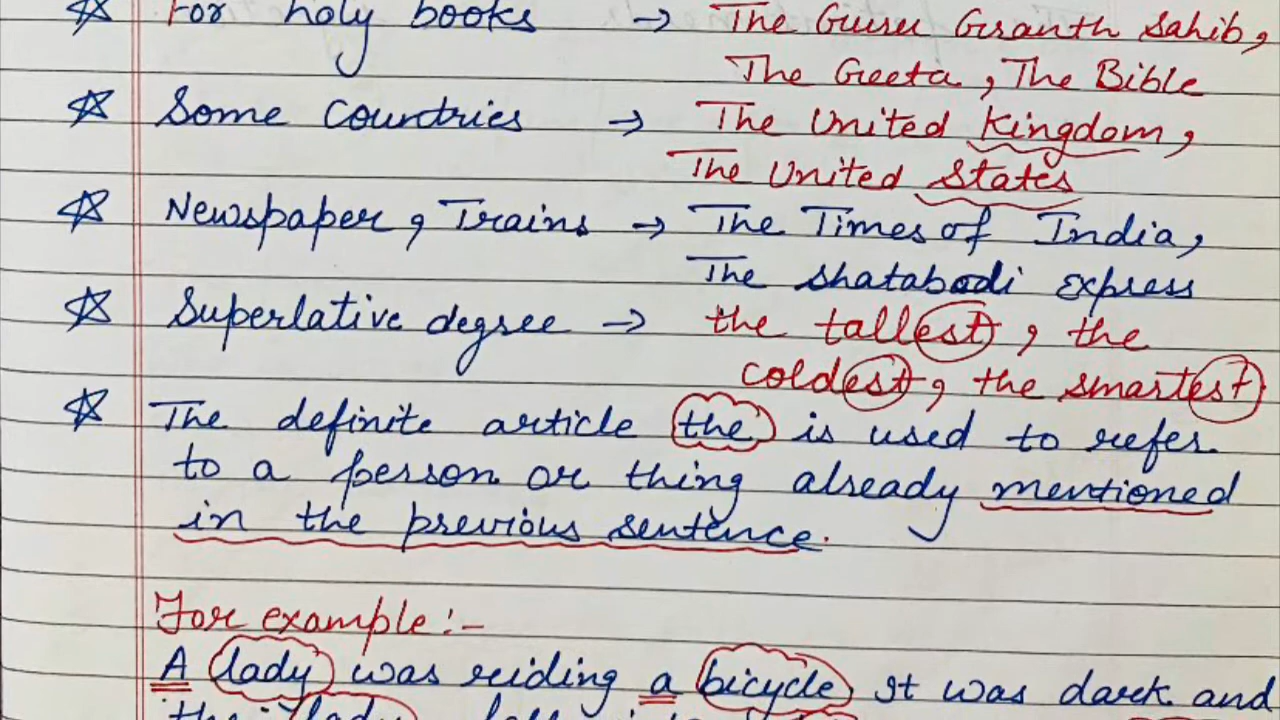 ☆ For holy books → The Guru Granth Sahib,
The Geeta, The Bible
☆ Some Countries → The United Kingdom,
The United States
☆ Newspaper, Trains → The Times of India,
The Shatabadi express
☆ Superlative degree → the tallest, the
coldest, the smartest
☆ The definite article the is used to refer
to a person or thing already mentioned
in the previous sentence.
For example:-
A lady was riding a bicycle It was dark and
the lady